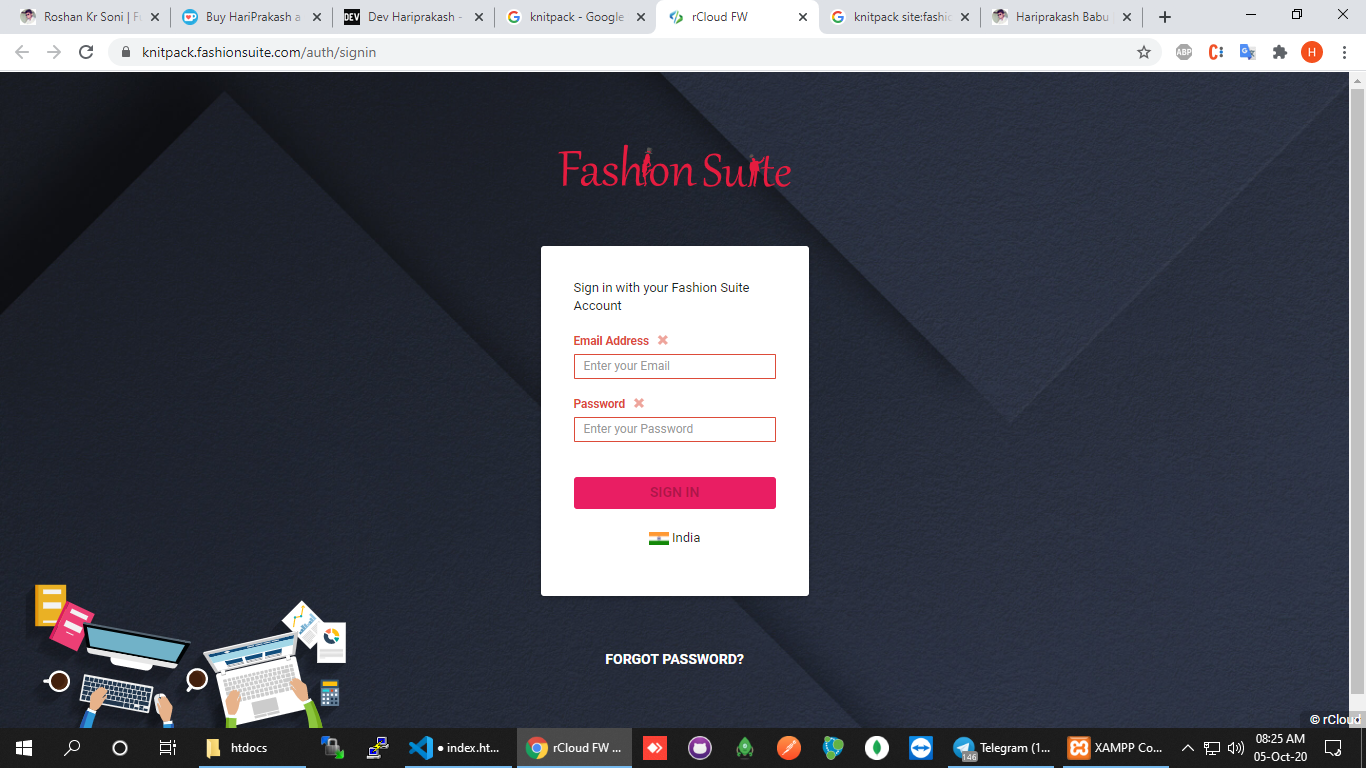 Roshan Kr Soni | F
Buy HariPrakash a
DEV
Dev Hariprakash -
knitpack - Google
rCloud FW
knitpack site:fashio
Hariprakash Babu |
knitpack.fashionsuite.com/auth/signin
ABP
H
Fashion Suite
Sign in with your Fashion Suite
Account
Email Address
Enter your Email
Password
Enter your Password
SIGN IN
India
FORGOT PASSWORD?
© rCloud
htdocs
● index.ht...
rCloud FW ...
146
Telegram (1...
XAMPP Co...
08:25 AM
05-Oct-20